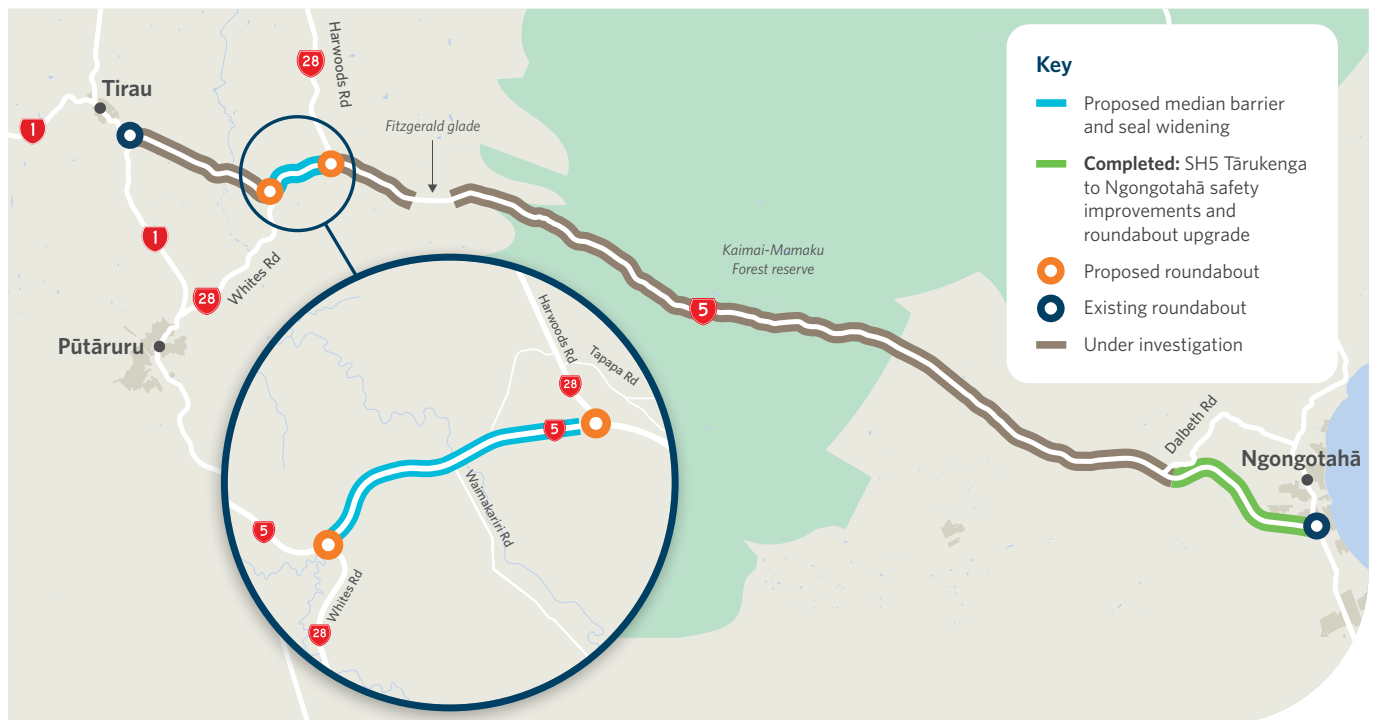 Tirau
28
Harwoods Rd
1
Fitzgerald glade
1
28
Whites Rd
Pūtāruru
Kaimai-Mamaku
Forest reserve
5
Dalbeth Rd
Ngongotahā
Harwoods Rd
Tapapa Rd
28
5
Waimakariri Rd
5
Whites Rd
28
Key
Proposed median barrier
and seal widening
Completed: SH5 Tārukenga
to Ngongotahā safety
improvements and
roundabout upgrade
Proposed roundabout
Existing roundabout
Under investigation